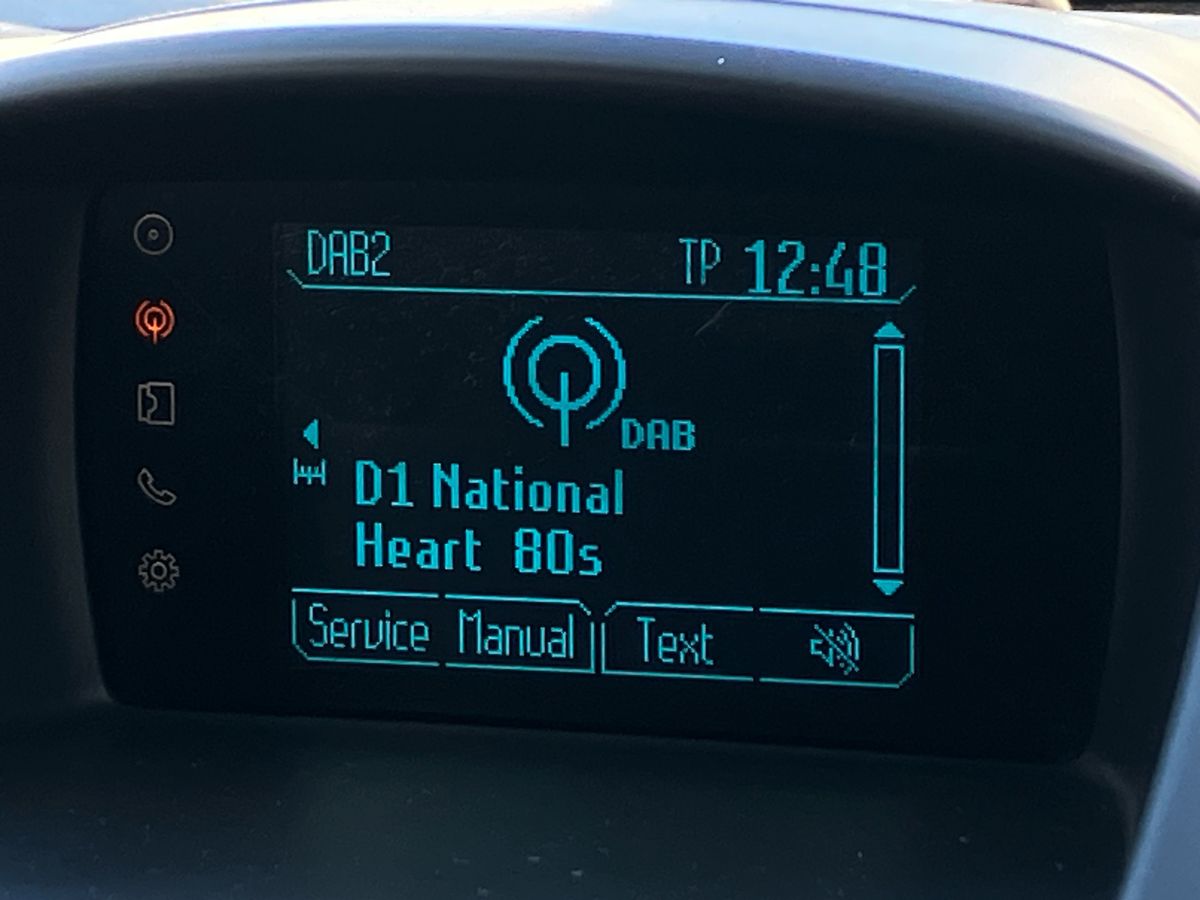 DAB2 TP 12:48
DAB
D1 National
Heart 80s
Service Manual Text